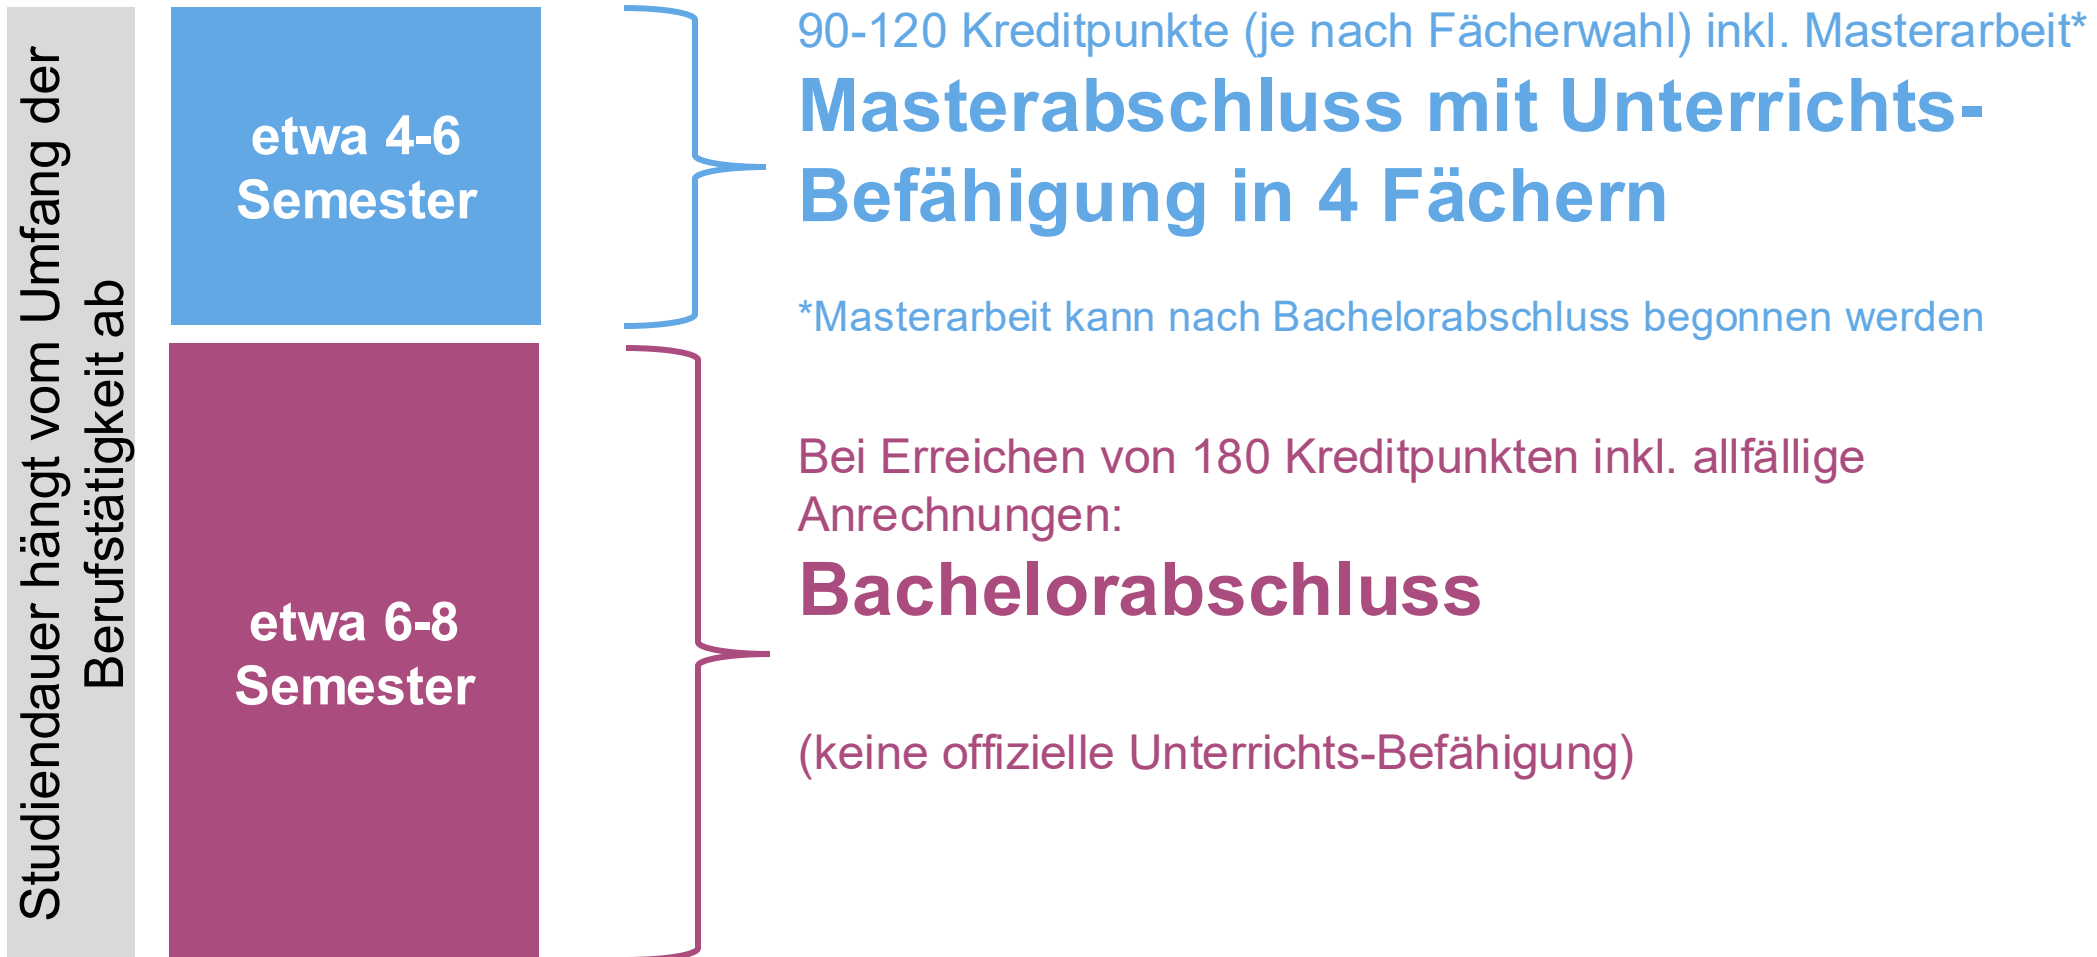 Studiendauer hängt vom Umfang der
Berufstätigkeit ab
etwa 4-6
Semester
90-120 Kreditpunkte (je nach Fächerwahl) inkl. Masterarbeit*
Masterabschluss mit Unterrichts-
Befähigung in 4 Fächern
*Masterarbeit kann nach Bachelorabschluss begonnen werden
etwa 6-8
Semester
Bei Erreichen von 180 Kreditpunkten inkl. allfällige
Anrechnungen:
Bachelorabschluss
(keine offizielle Unterrichts-Befähigung)